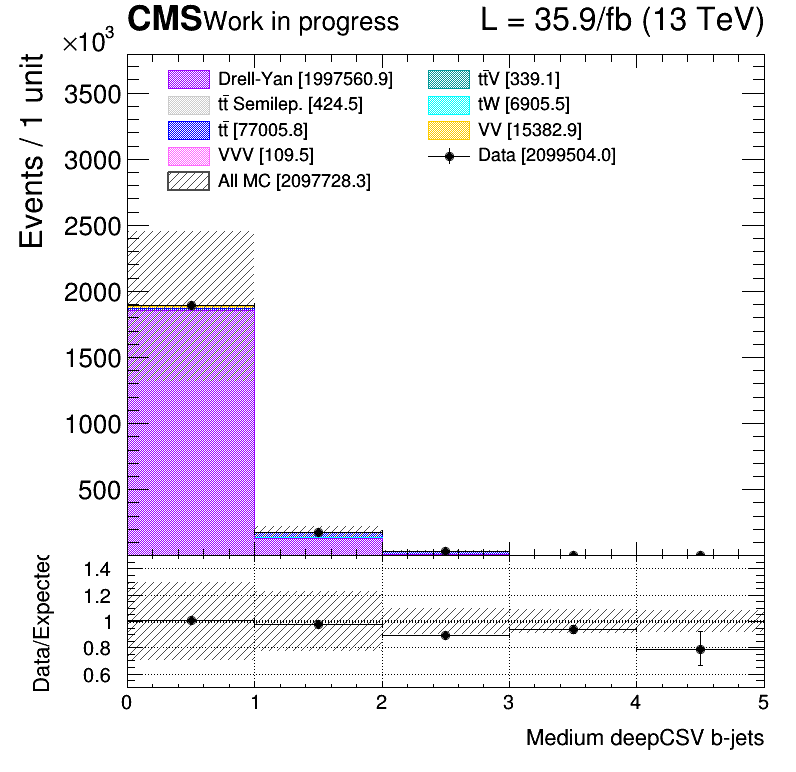 CMS Work in progress L = 35.9/fb (13 TeV)
×10³
Events / 1 unit
3500
3000
2500
2000
1500
1000
500
Drell-Yan [1997560.9]
tt̄ Semilep. [424.5]
tt̄ [77005.8]
VVV [109.5]
All MC [2097728.3]
tt̄V [339.1]
tW [6905.5]
VV [15382.9]
Data [2099504.0]
Data/Expected
1.4
1.2
1
0.8
0.6
0 1 2 3 4 5
Medium deepCSV b-jets